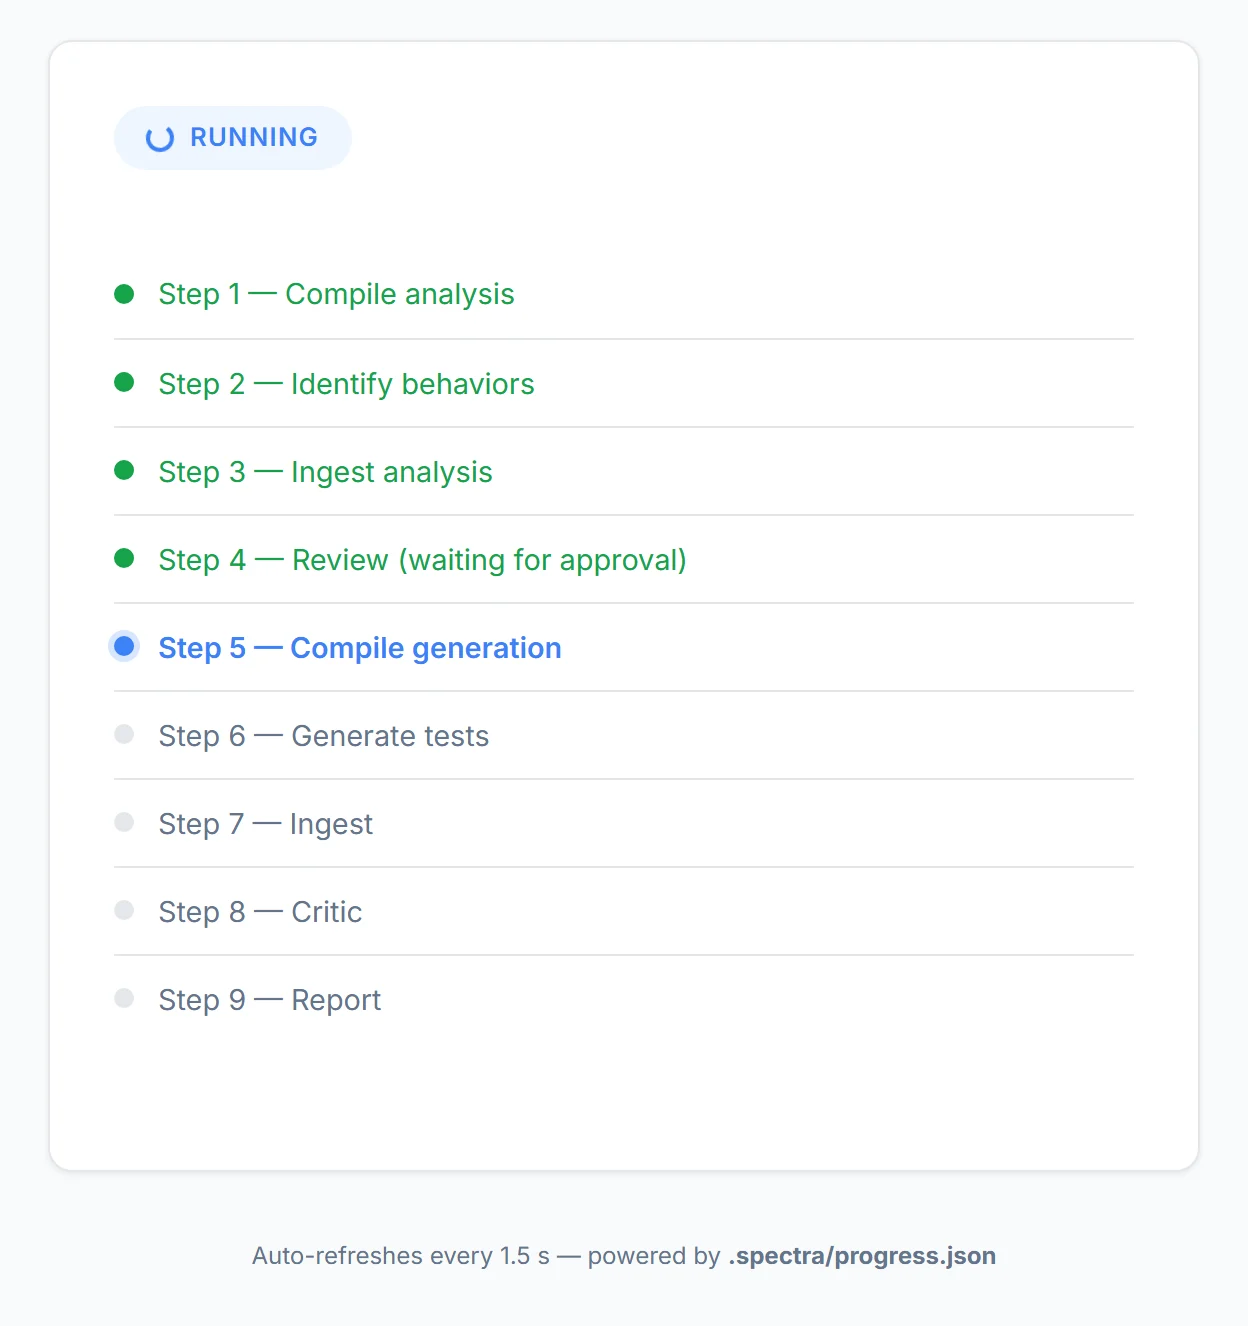 RUNNING
Step 1 — Compile analysis
Step 2 — Identify behaviors
Step 3 — Ingest analysis
Step 4 — Review (waiting for approval)
Step 5 — Compile generation
Step 6 — Generate tests
Step 7 — Ingest
Step 8 — Critic
Step 9 — Report
Auto-refreshes every 1.5 s — powered by .spectra/progress.json